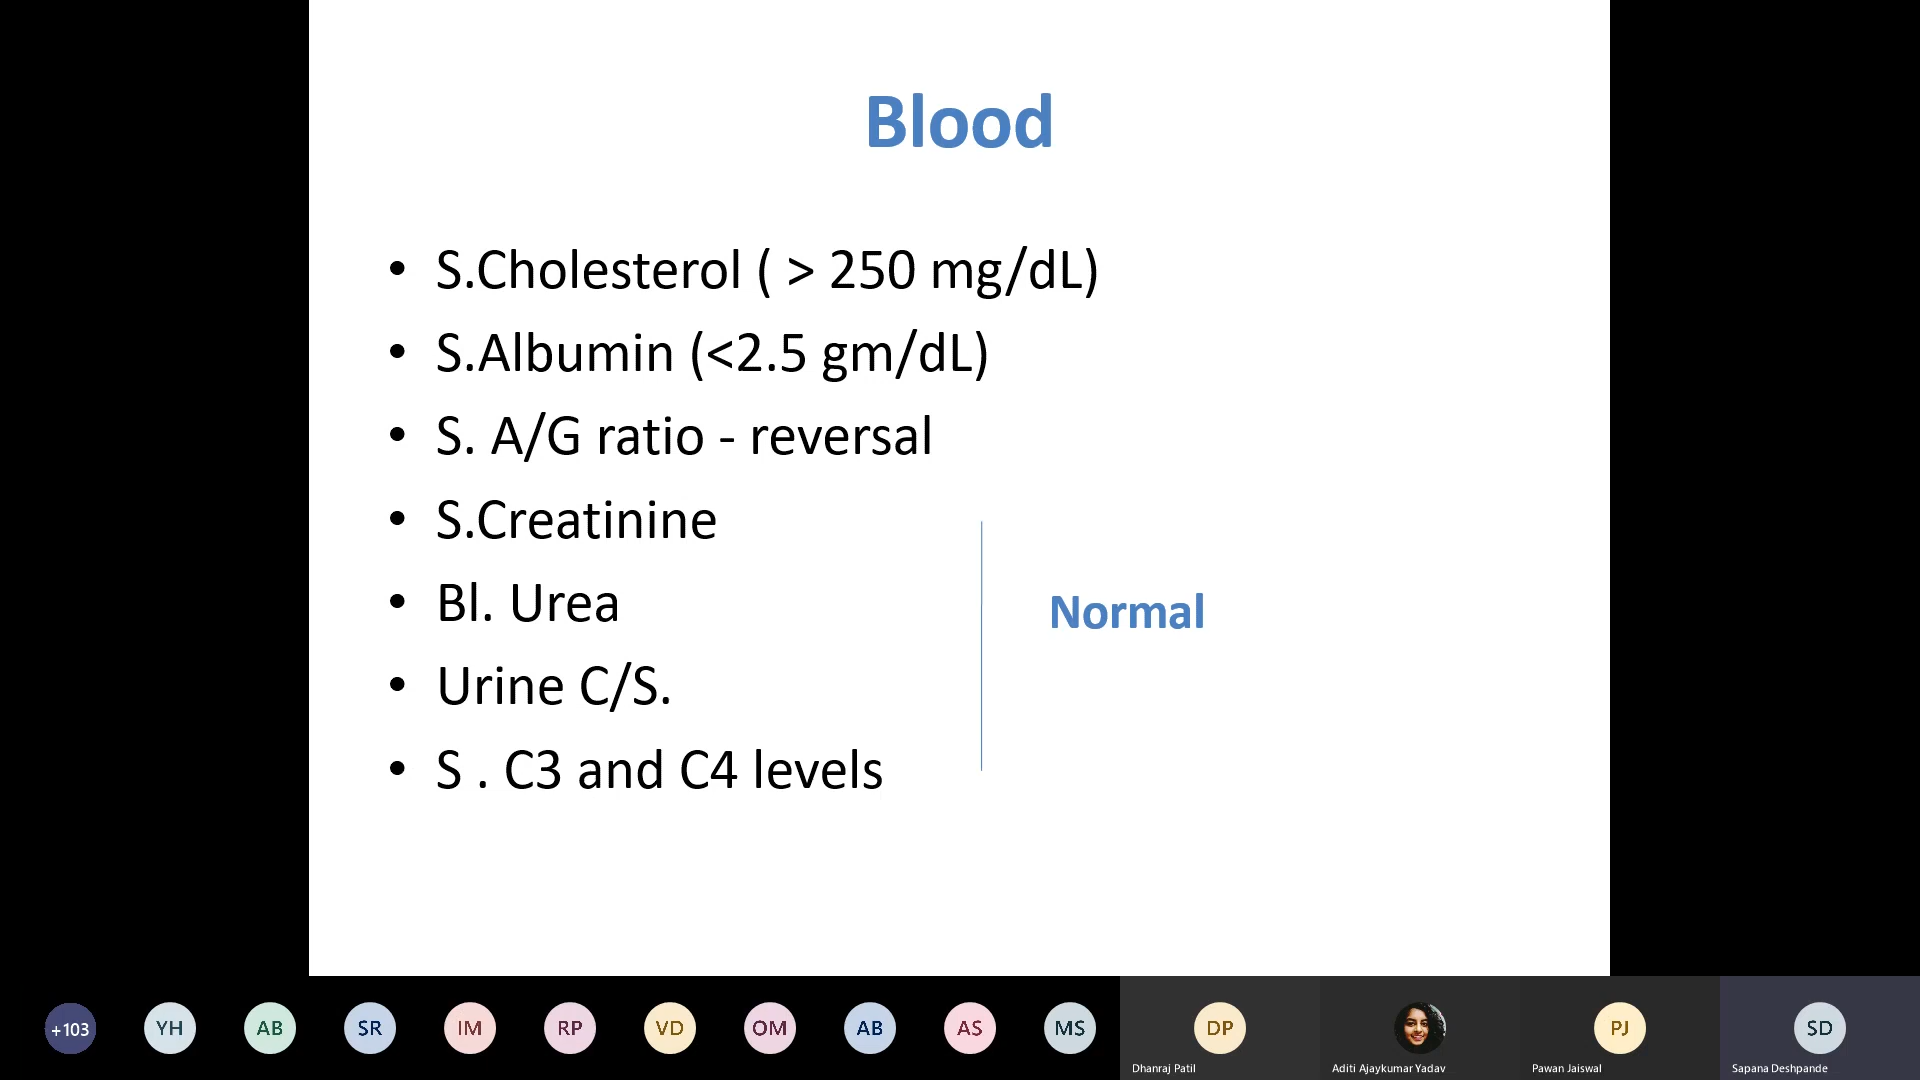 Blood
• S.Cholesterol ( > 250 mg/dL)
• S.Albumin (<2.5 gm/dL)
• S. A/G ratio - reversal
• S.Creatinine
• Bl. Urea
Normal
• Urine C/S.
• S . C3 and C4 levels
+103
YH
AB
SR
IM
RP
VD
OM
AB
AS
MS
DP
PJ
SD
Dhanraj Patil
Aditi Ajaykumar Yadav
Pawan Jaiswal
Sapana Deshpande